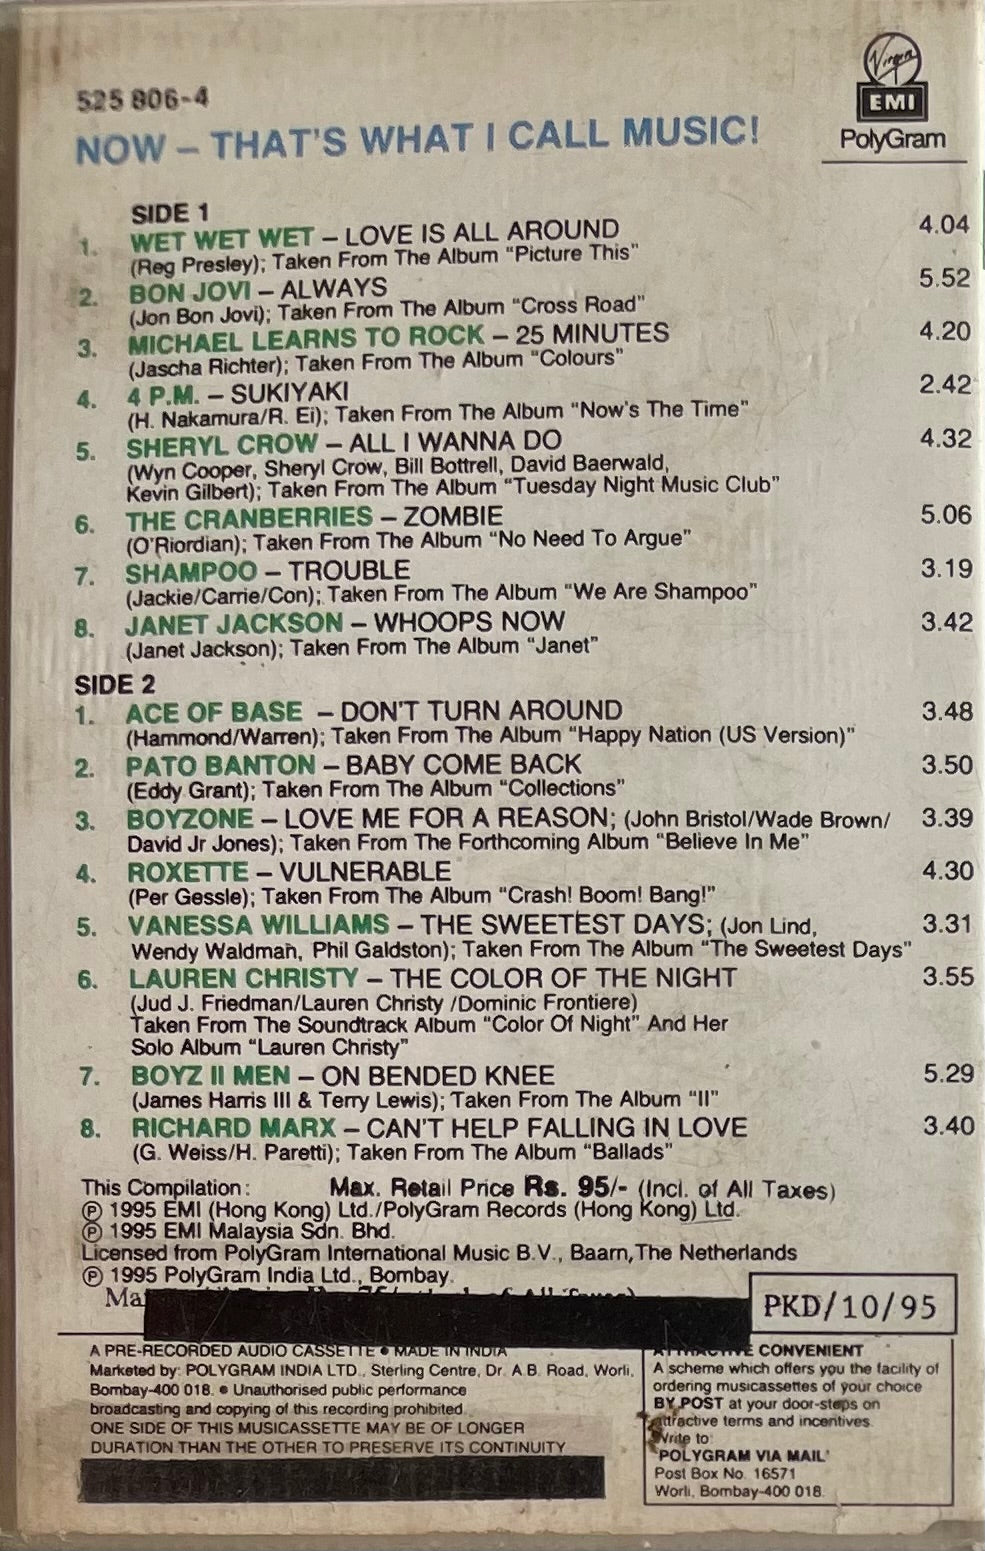 Virgin
EMI
PolyGram
525 806-4
NOW – THAT'S WHAT I CALL MUSIC!
SIDE 1
1. WET WET WET – LOVE IS ALL AROUND 4.04
(Reg Presley); Taken From The Album "Picture This"
2. BON JOVI – ALWAYS 5.52
(Jon Bon Jovi); Taken From The Album "Cross Road"
3. MICHAEL LEARNS TO ROCK – 25 MINUTES 4.20
(Jascha Richter); Taken From The Album "Colours"
4. 4 P.M. – SUKIYAKI 2.42
(H. Nakamura/R. Ei); Taken From The Album "Now's The Time"
5. SHERYL CROW – ALL I WANNA DO 4.32
(Wyn Cooper, Sheryl Crow, Bill Bottrell, David Baerwald,
Kevin Gilbert); Taken From The Album "Tuesday Night Music Club"
6. THE CRANBERRIES – ZOMBIE 5.06
(O'Riordian); Taken From The Album "No Need To Argue"
7. SHAMPOO – TROUBLE 3.19
(Jackie/Carrie/Con); Taken From The Album "We Are Shampoo"
8. JANET JACKSON – WHOOPS NOW 3.42
(Janet Jackson); Taken From The Album "Janet"
SIDE 2
1. ACE OF BASE – DON'T TURN AROUND 3.48
(Hammond/Warren); Taken From The Album "Happy Nation (US Version)"
2. PATO BANTON – BABY COME BACK 3.50
(Eddy Grant); Taken From The Album "Collections"
3. BOYZONE – LOVE ME FOR A REASON; (John Bristol/Wade Brown/ 3.39
David Jr Jones); Taken From The Forthcoming Album "Believe In Me"
4. ROXETTE – VULNERABLE 4.30
(Per Gessle); Taken From The Album "Crash! Boom! Bang!"
5. VANESSA WILLIAMS – THE SWEETEST DAYS; (Jon Lind, 3.31
Wendy Waldman, Phil Galdston); Taken From The Album "The Sweetest Days"
6. LAUREN CHRISTY – THE COLOR OF THE NIGHT 3.55
(Jud J. Friedman/Lauren Christy /Dominic Frontiere)
Taken From The Soundtrack Album "Color Of Night" And Her
Solo Album "Lauren Christy"
7. BOYZ II MEN – ON BENDED KNEE 5.29
(James Harris III & Terry Lewis); Taken From The Album "II"
8. RICHARD MARX – CAN'T HELP FALLING IN LOVE 3.40
(G. Weiss/H. Paretti); Taken From The Album "Ballads"
This Compilation: Max. Retail Price Rs. 95/- (Incl. of All Taxes)
℗ 1995 EMI (Hong Kong) Ltd./PolyGram Records (Hong Kong) Ltd.
℗ 1995 EMI Malaysia Sdn. Bhd.
Licensed from PolyGram International Music B.V., Baarn, The Netherlands
℗ 1995 PolyGram India Ltd., Bombay.
PKD/10/95
A PRE-RECORDED AUDIO CASSETTE ● MADE IN INDIA
Marketed by: POLYGRAM INDIA LTD., Sterling Centre, Dr. A.B. Road, Worli,
Bombay-400 018. ● Unauthorised public performance
broadcasting and copying of this recording prohibited.
ONE SIDE OF THIS MUSICASSETTE MAY BE OF LONGER
DURATION THAN THE OTHER TO PRESERVE ITS CONTINUITY
ATTRACTIVE CONVENIENT
A scheme which offers you the facility of
ordering musicassettes of your choice
BY POST at your door-steps on
attractive terms and incentives.
Write to:
'POLYGRAM VIA MAIL'
Post Box No. 16571
Worli, Bombay-400 018.